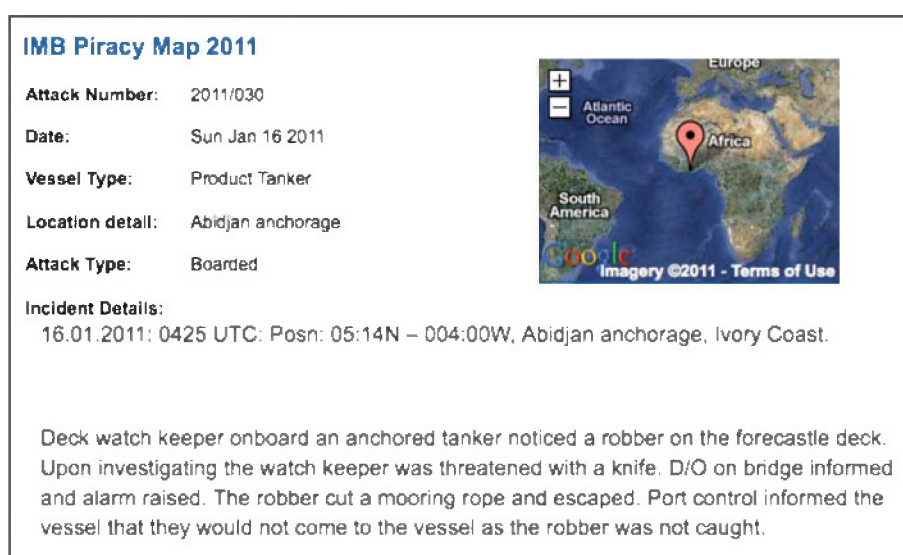 IMB Piracy Map 2011
Attack Number: 2011/030
Date: Sun Jan 16 2011
Vessel Type: Product Tanker
Location detail: Abidjan anchorage
Attack Type: Boarded
+
−
Europe
Atlantic
Ocean
Africa
South
America
Google
Imagery ©2011 - Terms of Use
Incident Details:
16.01.2011: 0425 UTC: Posn: 05:14N – 004:00W, Abidjan anchorage, Ivory Coast.
Deck watch keeper onboard an anchored tanker noticed a robber on the forecastle deck.
Upon investigating the watch keeper was threatened with a knife. D/O on bridge informed
and alarm raised. The robber cut a mooring rope and escaped. Port control informed the
vessel that they would not come to the vessel as the robber was not caught.